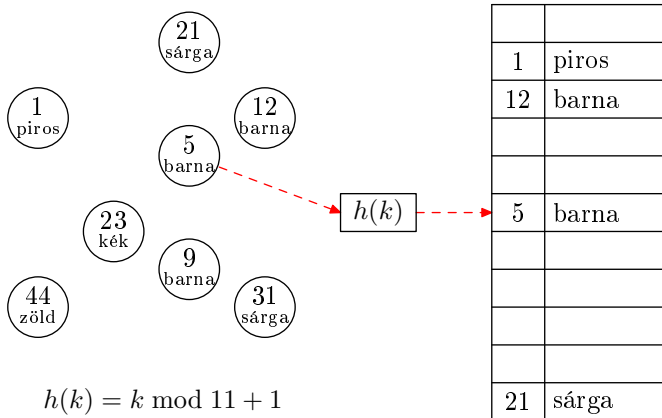 21
sárga
1
piros
12
barna
5
barna
23
kék
9
barna
44
zöld
31
sárga
h(k)
h(k) = k mod 11 + 1
1 piros
12 barna
5 barna
21 sárga